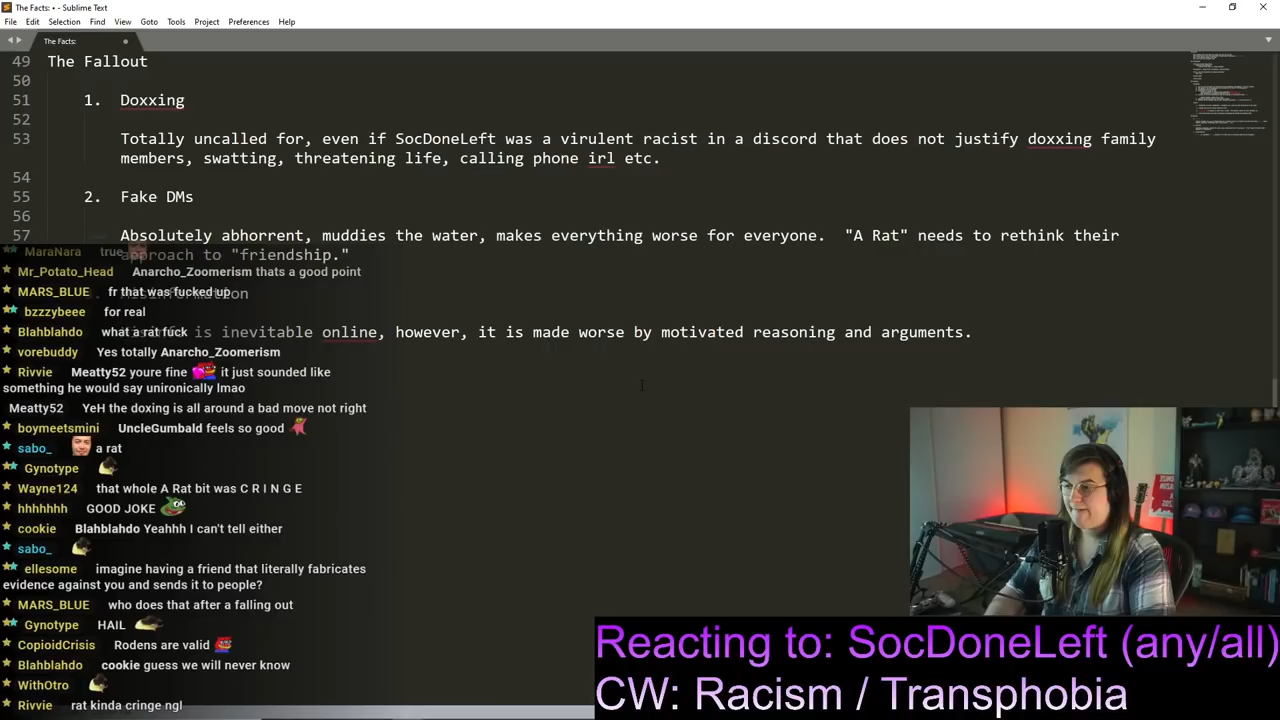 The Facts: • - Sublime Text
File Edit Selection Find View Goto Tools Project Preferences Help
The Facts:
49 The Fallout
50
51 1. Doxxing
52
53 Totally uncalled for, even if SocDoneLeft was a virulent racist in a discord that does not justify doxxing family
members, swatting, threatening life, calling phone irl etc.
54
55 2. Fake DMs
56
57 Absolutely abhorrent, muddies the water, makes everything worse for everyone. "A Rat" needs to rethink their
approach to "friendship."
is inevitable online, however, it is made worse by motivated reasoning and arguments.
MaraNara true
Mr_Potato_Head Anarcho_Zoomerism thats a good point
MARS_BLUE fr that was fucked up
bzzzybeee for real
Blahblahdo what a rat fuck
vorebuddy Yes totally Anarcho_Zoomerism
Rivvie Meatty52 youre fine it just sounded like
something he would say unironically lmao
Meatty52 YeH the doxing is all around a bad move not right
boymeetsmini UncleGumbald feels so good
sabo_ a rat
Gynotype
Wayne124 that whole A Rat bit was C R I N G E
hhhhhhh GOOD JOKE
cookie Blahblahdo Yeahhh I can't tell either
sabo_
ellesome imagine having a friend that literally fabricates
evidence against you and sends it to people?
MARS_BLUE who does that after a falling out
Gynotype HAIL
CopioidCrisis Rodens are valid
Blahblahdo cookie guess we will never know
WithOtro
Rivvie rat kinda cringe ngl
Reacting to: SocDoneLeft (any/all)
CW: Racism / Transphobia